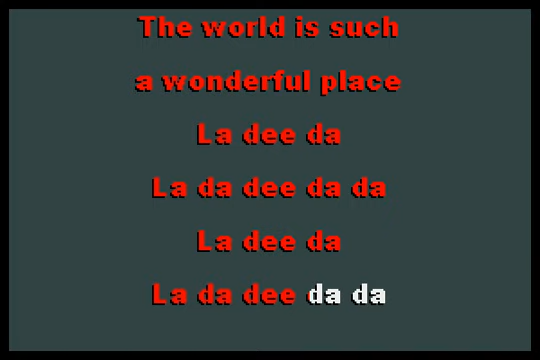 The world is such
a wonderful place
La dee da
La da dee da da
La dee da
La da dee da da